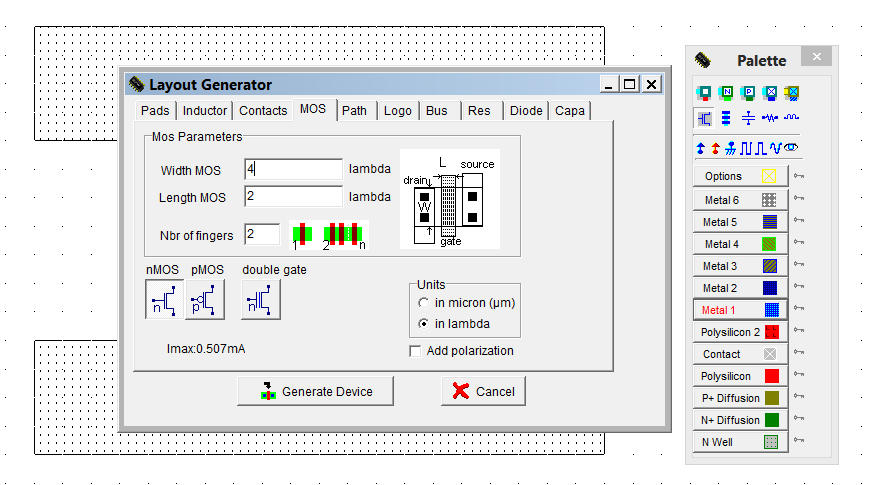 Layout Generator
Pads Inductor Contacts MOS Path Logo Bus Res Diode Capa
Mos Parameters
Width MOS 4 lambda
Length MOS 2 lambda
Nbr of fingers 2
1 2 n
L source
drain
W
gate
nMOS pMOS double gate
n p n
Units
in micron (µm)
in lambda
Imax:0.507mA
Add polarization
Generate Device
Cancel
Palette
N P
Options
Metal 6
Metal 5
Metal 4
Metal 3
Metal 2
Metal 1
Polysilicon 2
Contact
Polysilicon
P+ Diffusion
N+ Diffusion
N Well